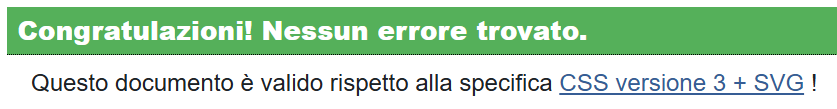 Congratulazioni! Nessun errore trovato.
Questo documento è valido rispetto alla specifica CSS versione 3 + SVG !